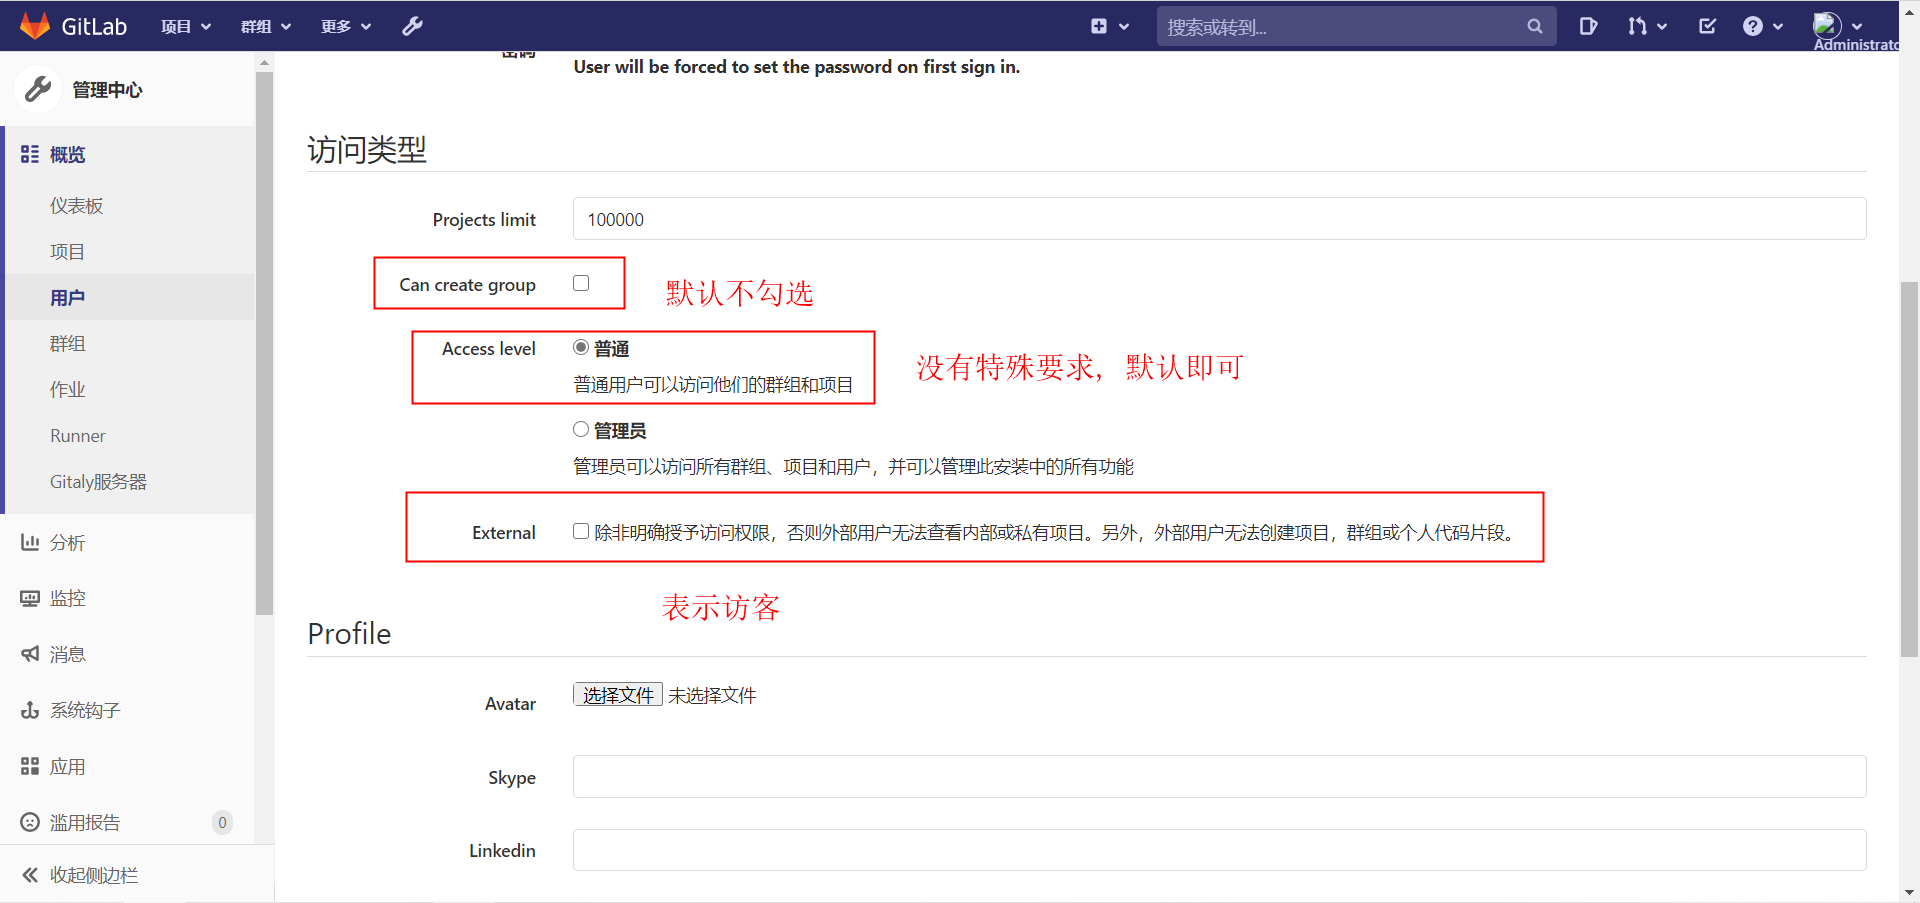 GitLab 项目 群组 更多 搜索或转到... Administrato
管理中心
概览
仪表板
项目
用户
群组
作业
Runner
Gitaly服务器
分析
监控
消息
系统钩子
应用
滥用报告 0
收起侧边栏
密码
User will be forced to set the password on first sign in.
访问类型
Projects limit 100000
Can create group 默认不勾选
Access level 普通
普通用户可以访问他们的群组和项目
没有特殊要求，默认即可
管理员
管理员可以访问所有群组、项目和用户，并可以管理此安装中的所有功能
External 除非明确授予访问权限，否则外部用户无法查看内部或私有项目。另外，外部用户无法创建项目，群组或个人代码片段。
表示访客
Profile
Avatar 选择文件 未选择文件
Skype
Linkedin